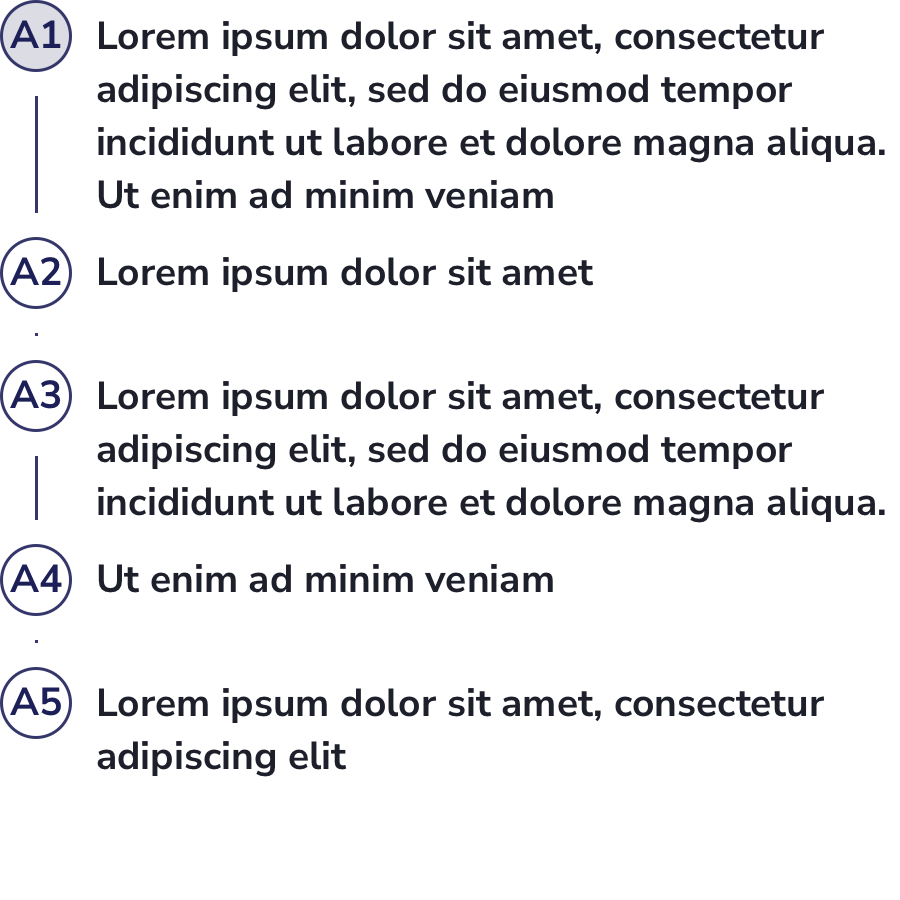 A1 Lorem ipsum dolor sit amet, consectetur
adipiscing elit, sed do eiusmod tempor
incididunt ut labore et dolore magna aliqua.
Ut enim ad minim veniam
A2 Lorem ipsum dolor sit amet
A3 Lorem ipsum dolor sit amet, consectetur
adipiscing elit, sed do eiusmod tempor
incididunt ut labore et dolore magna aliqua.
A4 Ut enim ad minim veniam
A5 Lorem ipsum dolor sit amet, consectetur
adipiscing elit